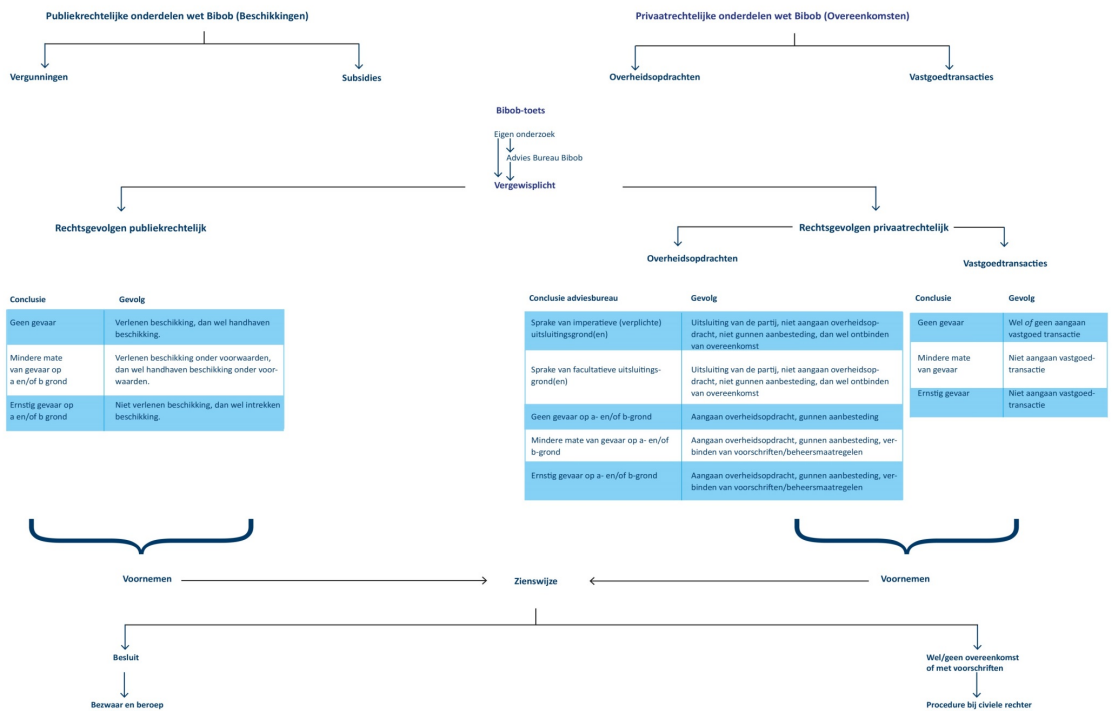 Publiekrechtelijke onderdelen wet Bibob (Beschikkingen)
Privaatrechtelijke onderdelen wet Bibob (Overeenkomsten)
Vergunningen
Subsidies
Overheidsopdrachten
Vastgoedtransacties
Bibob-toets
Eigen onderzoek
Advies Bureau Bibob
Vergewisplicht
Rechtsgevolgen publiekrechtelijk
Rechtsgevolgen privaatrechtelijk
Overheidsopdrachten
Vastgoedtransacties
Conclusie
Gevolg
Geen gevaar
Verlenen beschikking, dan wel handhaven
beschikking.
Mindere mate
van gevaar op
a en/of b grond
Verlenen beschikking onder voorwaarden,
dan wel handhaven beschikking onder voor-
waarden.
Ernstig gevaar op
a en/of b grond
Niet verlenen beschikking, dan wel intrekken
beschikking.
Conclusie adviesbureau
Gevolg
Sprake van imperatieve (verplichte)
uitsluitingsgrond(en)
Uitsluiting van de partij, niet aangaan overheidsop-
dracht, niet gunnen aanbesteding, dan wel ontbinden
van overeenkomst
Sprake van facultatieve uitsluitings-
grond(en)
Uitsluiting van de partij, niet aangaan overheidsop-
dracht, niet gunnen aanbesteding, dan wel ontbinden
van overeenkomst
Geen gevaar op a- en/of b-grond
Aangaan overheidsopdracht, gunnen aanbesteding
Mindere mate van gevaar op a- en/of
b-grond
Aangaan overheidsopdracht, gunnen aanbesteding, ver-
binden van voorschriften/beheersmaatregelen
Ernstig gevaar op a- en/of b-grond
Aangaan overheidsopdracht, gunnen aanbesteding, ver-
binden van voorschriften/beheersmaatregelen
Conclusie
Gevolg
Geen gevaar
Wel of geen aangaan
vastgoed transactie
Mindere mate
van gevaar
Niet aangaan vastgoed-
transactie
Ernstig gevaar
Niet aangaan vastgoed-
transactie
Voornemen
Zienswijze
Voornemen
Besluit
Wel/geen overeenkomst
of met voorschriften
Bezwaar en beroep
Procedure bij civiele rechter